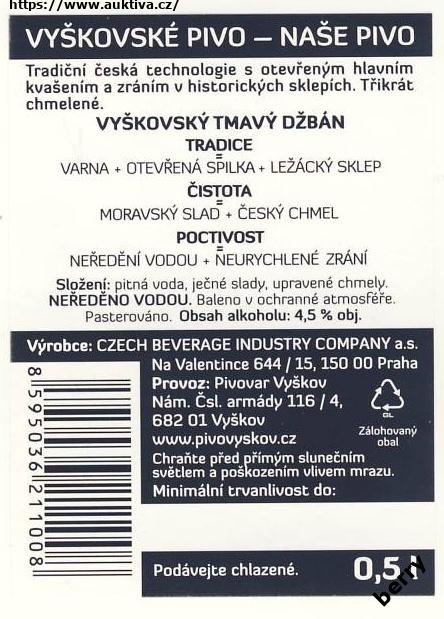 https://www.auktiva.cz/
VYŠKOVSKÉ PIVO – NAŠE PIVO
Tradiční česká technologie s otevřeným hlavním
kvašením a zráním v historických sklepích. Třikrát
chmelené.
VYŠKOVSKÝ TMAVÝ DŽBÁN
TRADICE
=
VARNA + OTEVŘENÁ SPILKA + LEŽÁCKÝ SKLEP
ČISTOTA
=
MORAVSKÝ SLAD + ČESKÝ CHMEL
POCTIVOST
=
NEŘEDĚNÍ VODOU + NEURYCHLENÉ ZRÁNÍ
Složení: pitná voda, ječné slady, upravené chmely.
NEŘEDĚNO VODOU. Baleno v ochranné atmosféře.
Pasterováno. Obsah alkoholu: 4,5 % obj.
Výrobce: CZECH BEVERAGE INDUSTRY COMPANY a.s.
Na Valentince 644 / 15, 150 00 Praha
Provoz: Pivovar Vyškov
Nám. Čsl. armády 116 / 4,
682 01 Vyškov
www.pivovyskov.cz
GL
Zálohovaný
obal
Chraňte před přímým slunečním
světlem a poškozením vlivem mrazu.
Minimální trvanlivost do:
8 595036 211008
Podávejte chlazené.
0,5 l
berry